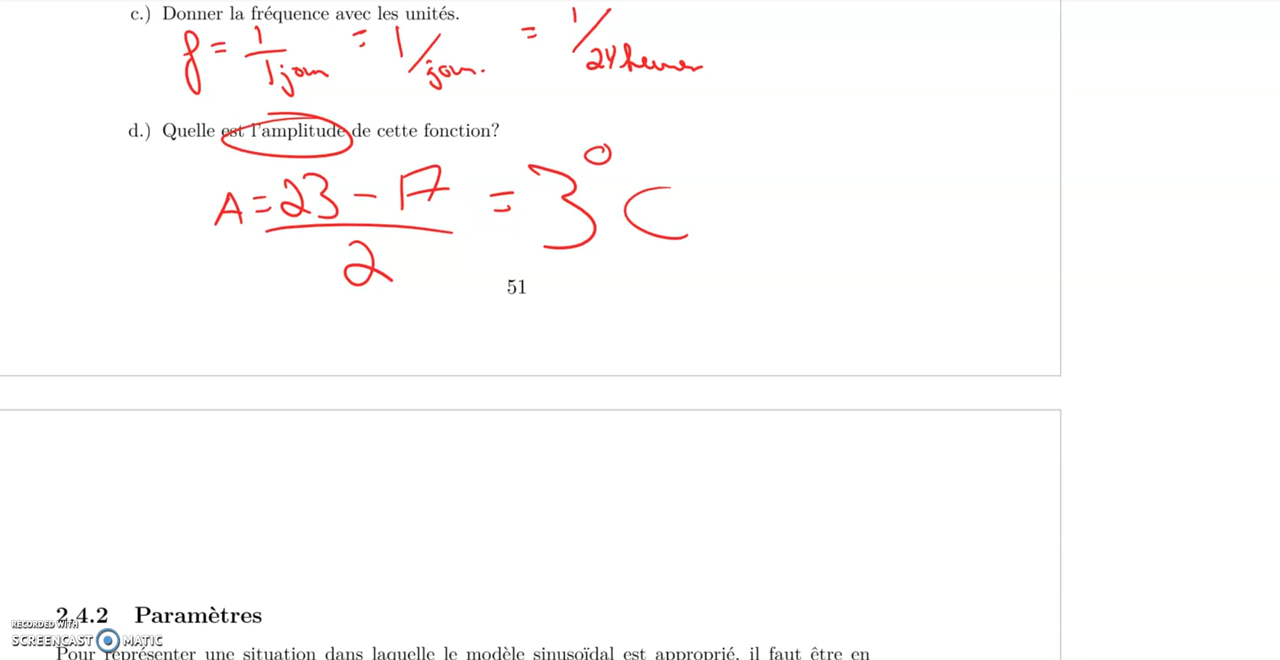 c.) Donner la fréquence avec les unités.
f = 1/1 jour = 1/jour. = 1/24 heures
d.) Quelle est l'amplitude de cette fonction?
A = (23 - 17)/2 = 3°C
51
2.4.2 Paramètres
RECORDED WITH
SCREENCAST MATIC
Pour représenter une situation dans laquelle le modèle sinusoïdal est approprié, il faut être en